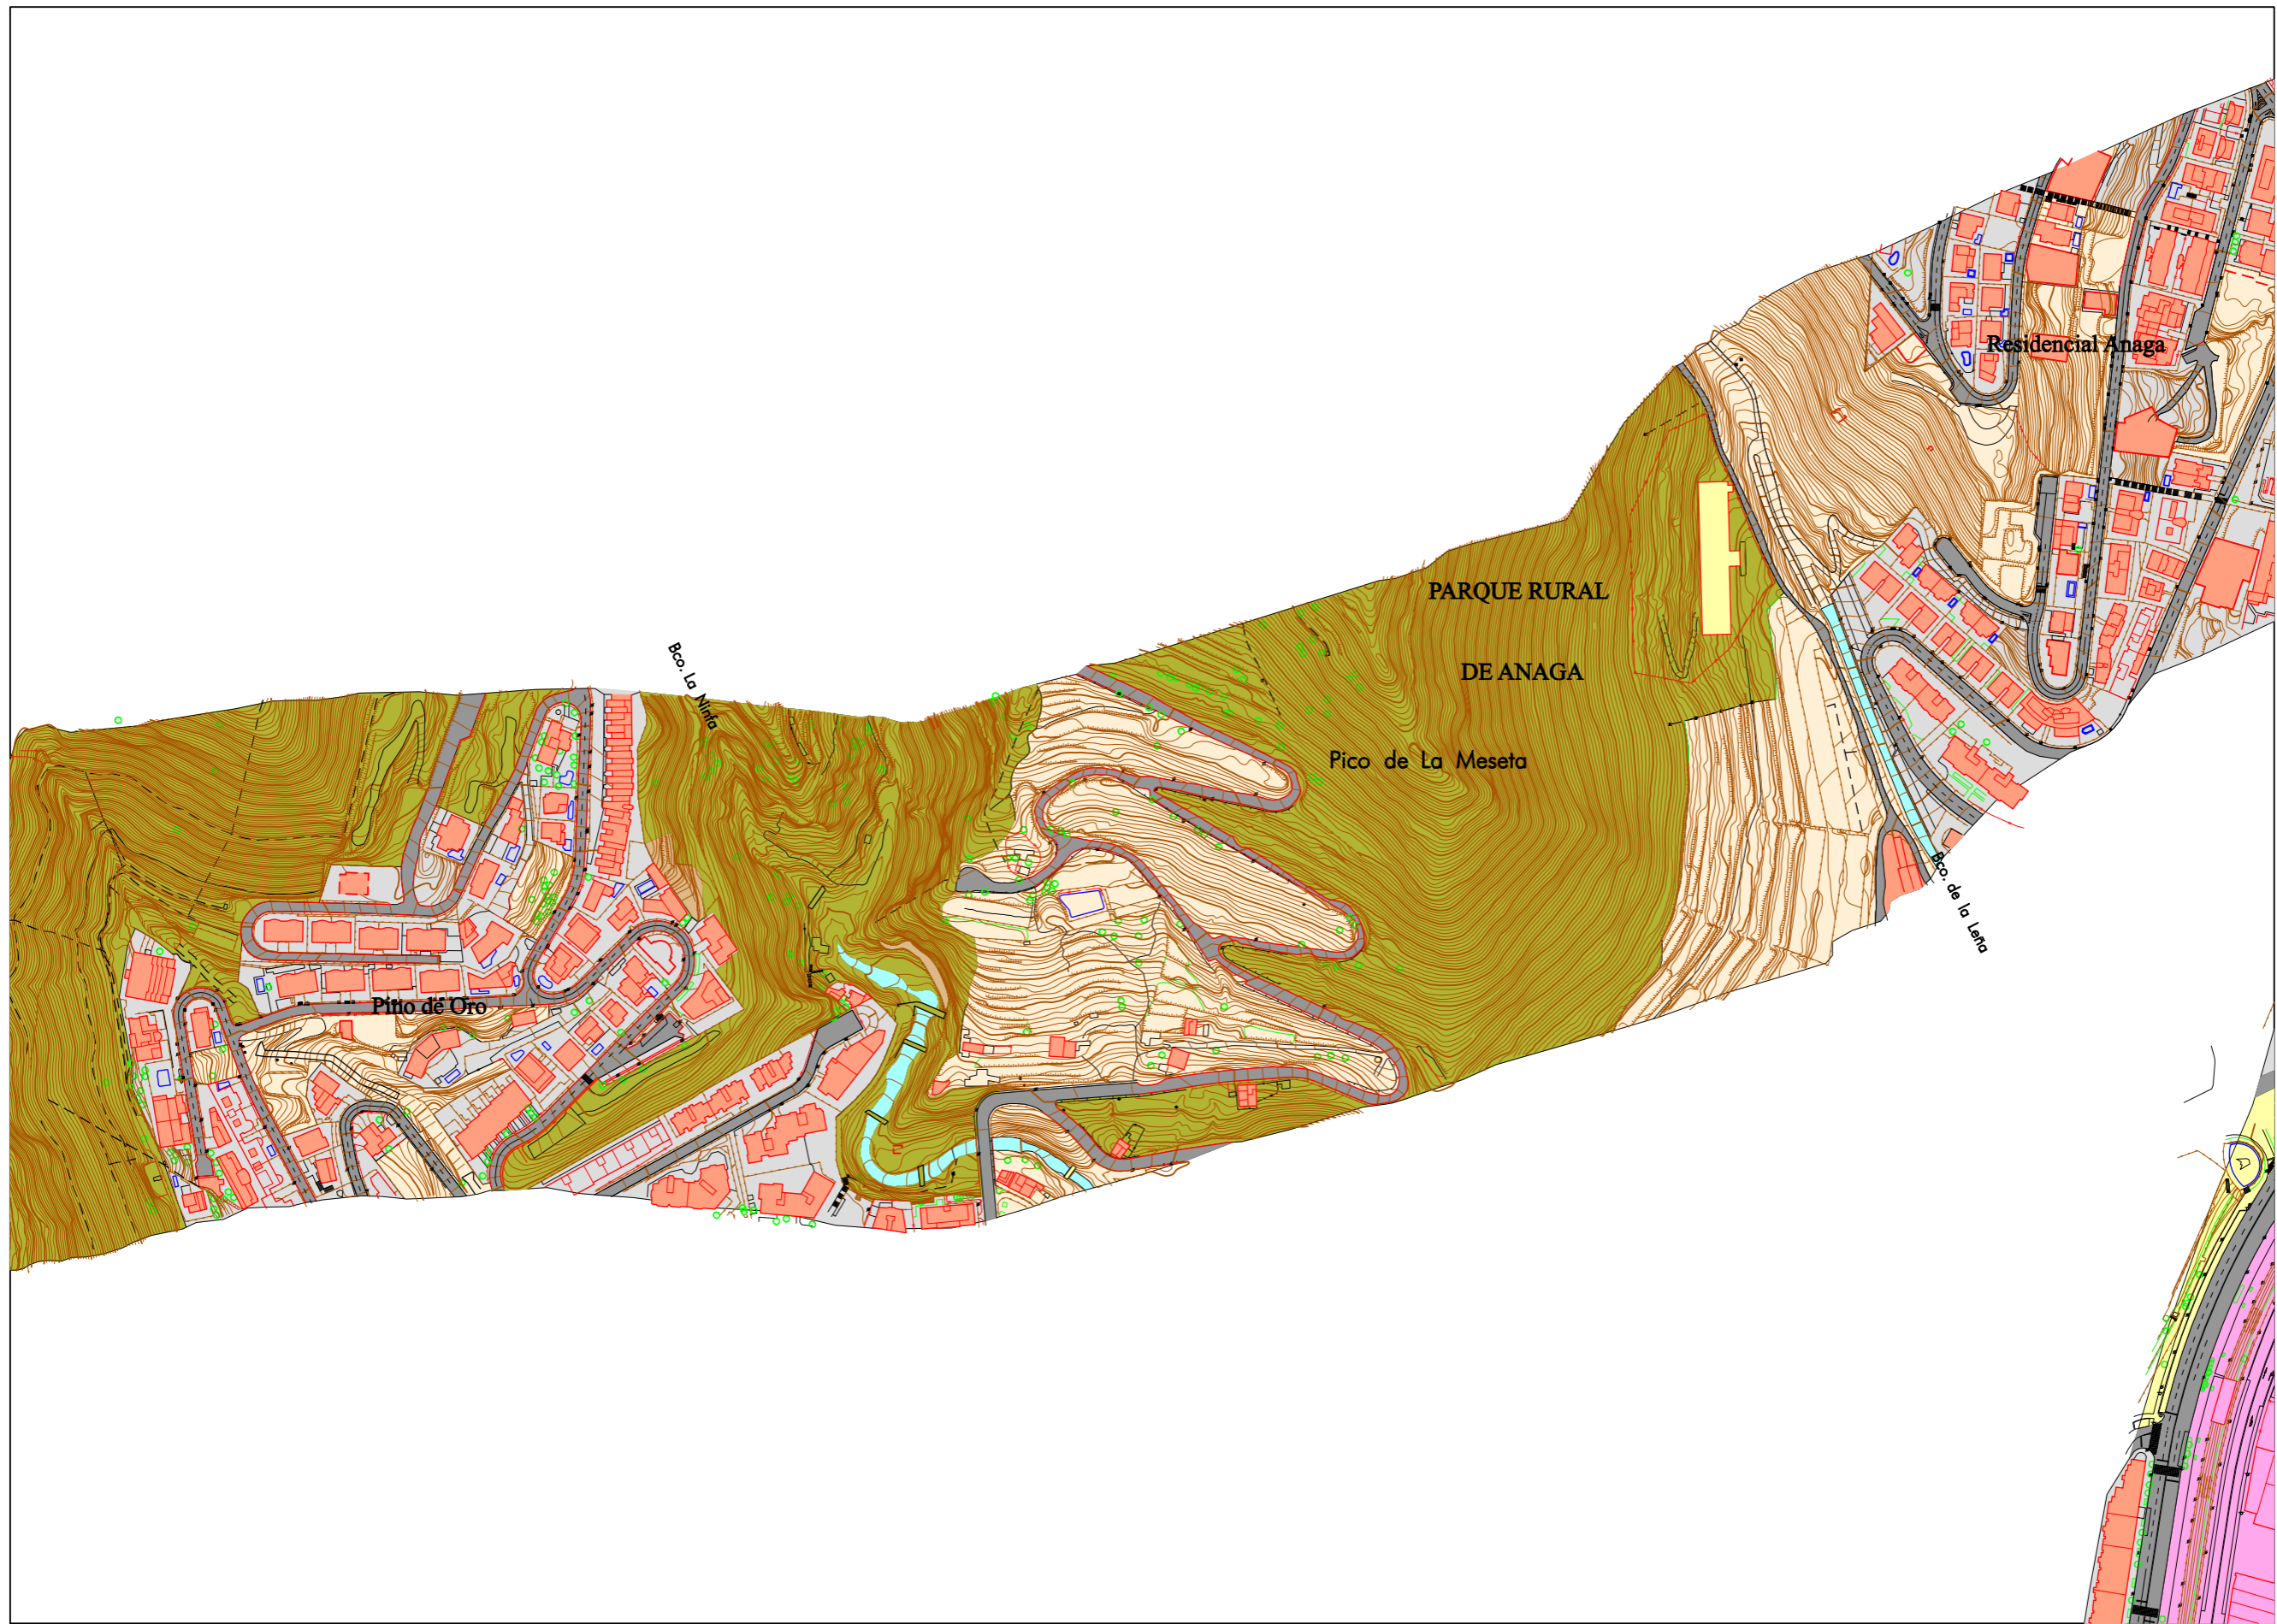 Residencial Anaga
PARQUE RURAL
DE ANAGA
Bco. La Ninfa
Pico de La Meseta
Bco. de la Leña
Pino de Oro